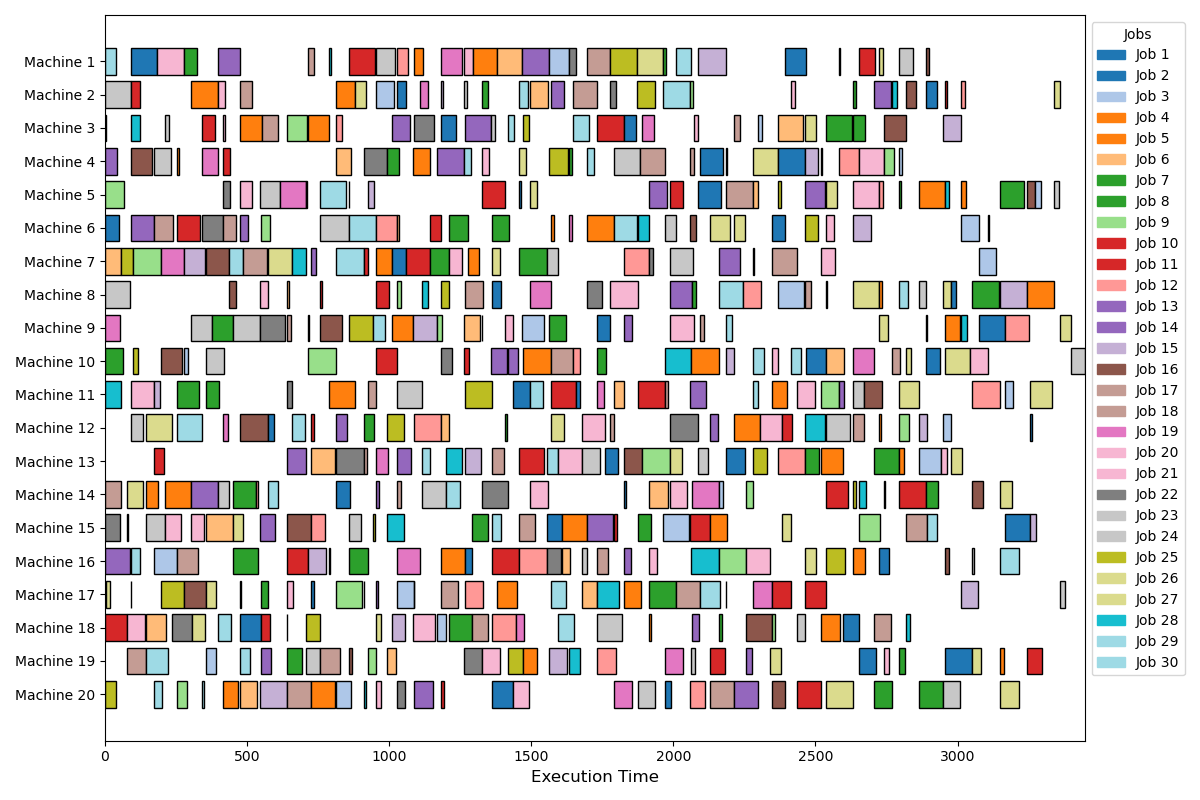 Machine 1
Machine 2
Machine 3
Machine 4
Machine 5
Machine 6
Machine 7
Machine 8
Machine 9
Machine 10
Machine 11
Machine 12
Machine 13
Machine 14
Machine 15
Machine 16
Machine 17
Machine 18
Machine 19
Machine 20
0 500 1000 1500 2000 2500 3000
Execution Time
Jobs
Job 1
Job 2
Job 3
Job 4
Job 5
Job 6
Job 7
Job 8
Job 9
Job 10
Job 11
Job 12
Job 13
Job 14
Job 15
Job 16
Job 17
Job 18
Job 19
Job 20
Job 21
Job 22
Job 23
Job 24
Job 25
Job 26
Job 27
Job 28
Job 29
Job 30